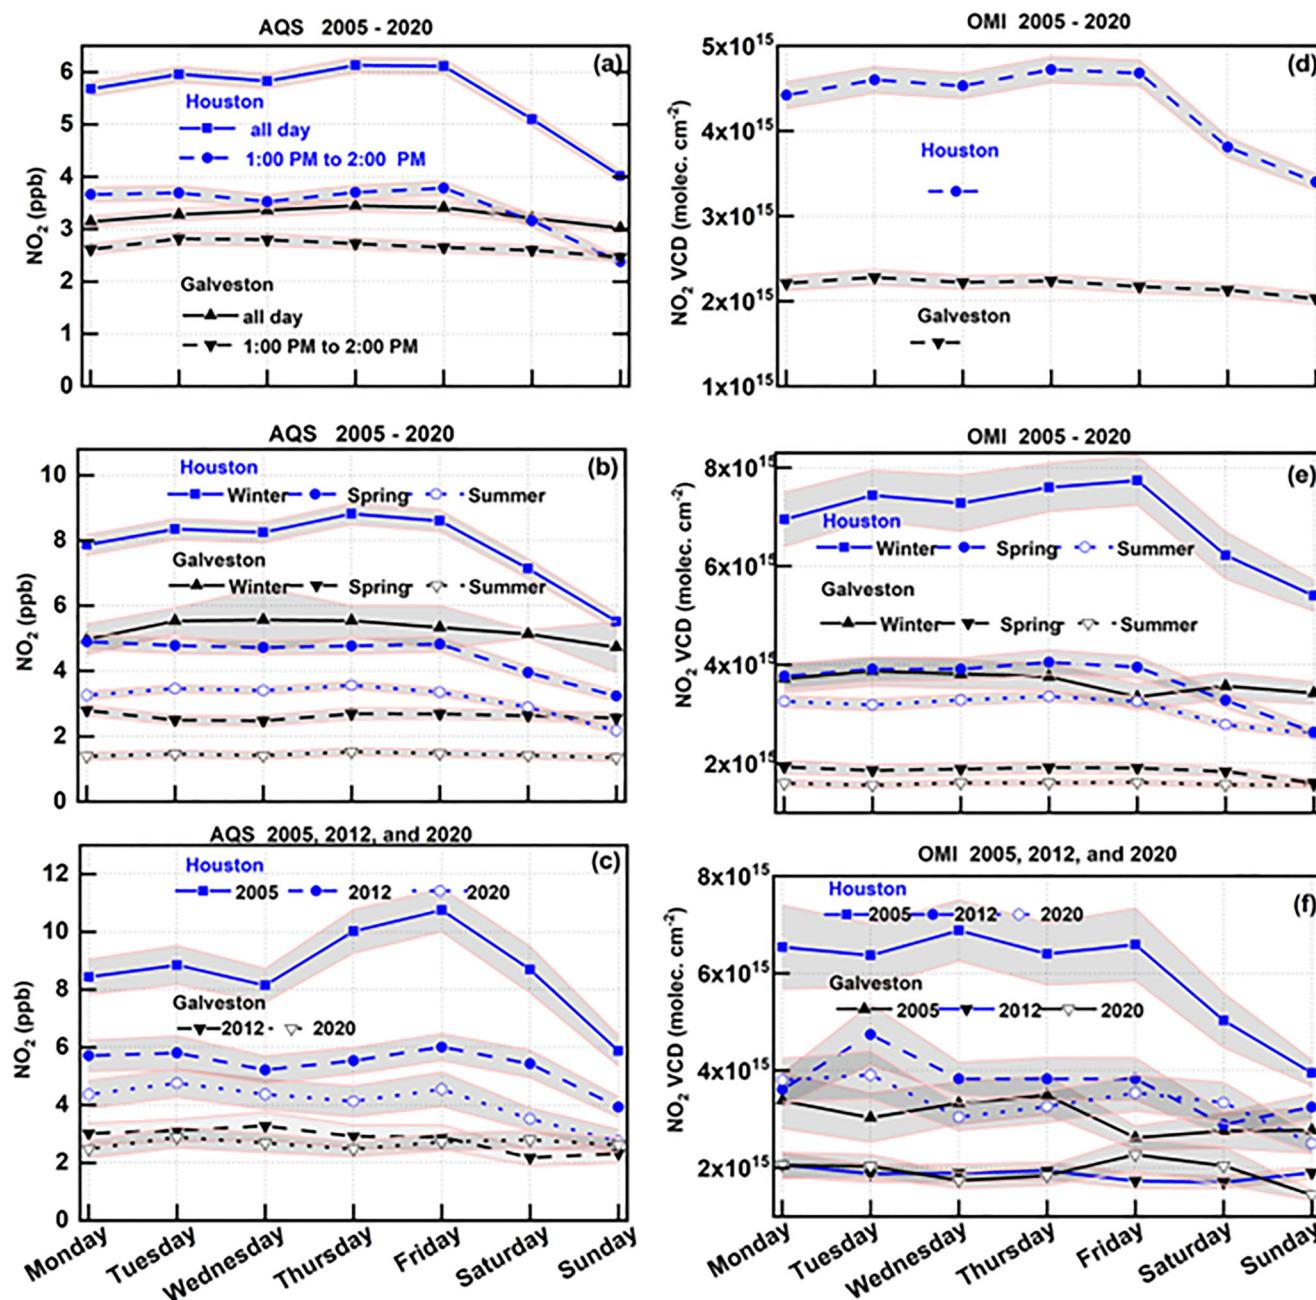 AQS 2005 - 2020
(a)
NO2 (ppb)
6
5
4
3
2
1
0
Houston
all day
1:00 PM to 2:00 PM
Galveston
all day
1:00 PM to 2:00 PM
OMI 2005 - 2020
(d)
NO2 VCD (molec. cm-2)
5x10^15
4x10^15
3x10^15
2x10^15
1x10^15
Houston
Galveston
AQS 2005 - 2020
(b)
NO2 (ppb)
10
8
6
4
2
0
Houston
Winter Spring Summer
Galveston
Winter Spring Summer
OMI 2005 - 2020
(e)
NO2 VCD (molec. cm-2)
8x10^15
6x10^15
4x10^15
2x10^15
Houston
Winter Spring Summer
Galveston
Winter Spring Summer
AQS 2005, 2012, and 2020
(c)
NO2 (ppb)
12
10
8
6
4
2
0
Houston
2005 2012 2020
Galveston
2012 2020
Monday Tuesday Wednesday Thursday Friday Saturday Sunday
OMI 2005, 2012, and 2020
(f)
NO2 VCD (molec. cm-2)
8x10^15
6x10^15
4x10^15
2x10^15
Houston
2005 2012 2020
Galveston
2005 2012 2020
Monday Tuesday Wednesday Thursday Friday Saturday Sunday